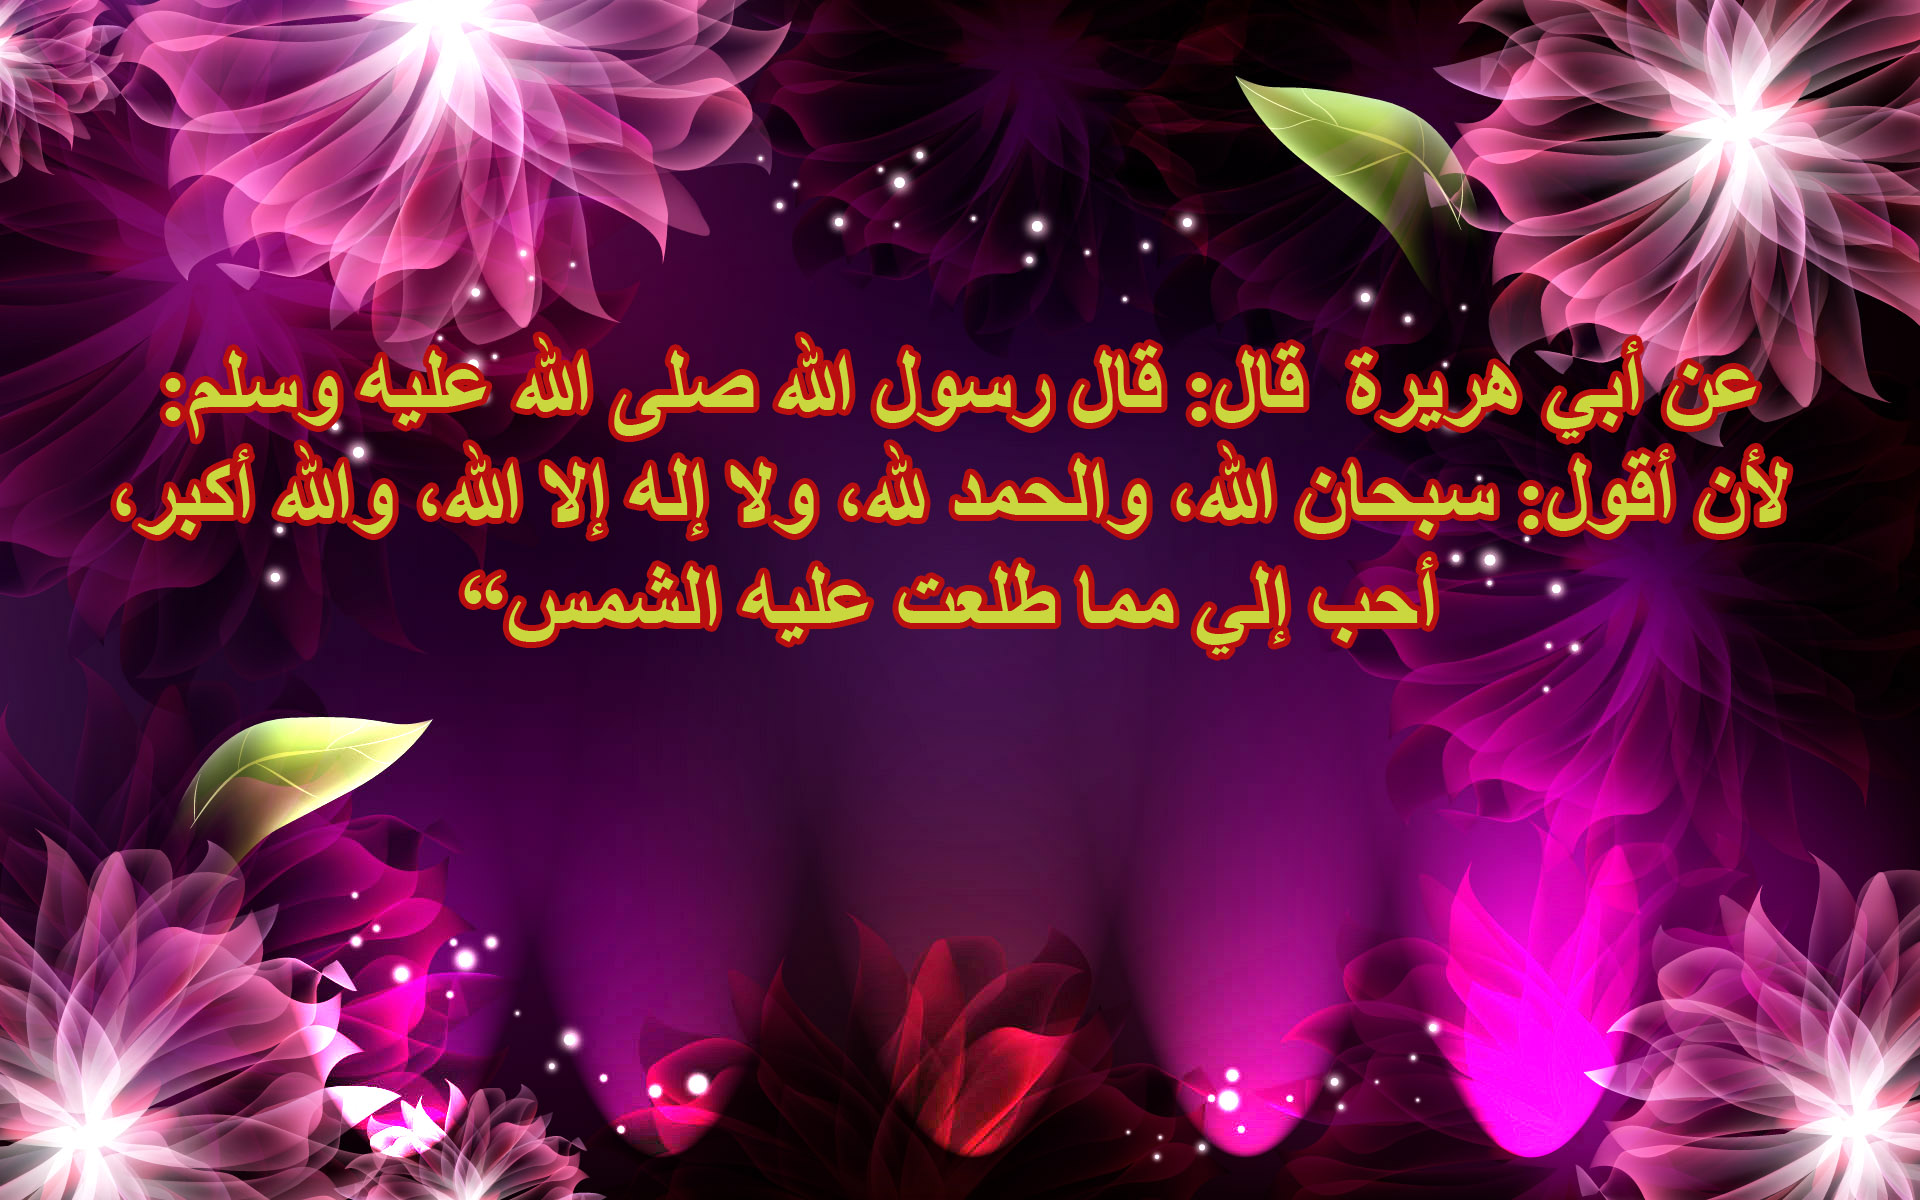 عن أبي هريرة  قال: قال رسول الله صلى الله عليه وسلم:
لأن أقول: سبحان الله، والحمد لله، ولا إله إلا الله، والله أكبر،
أحب إلي مما طلعت عليه الشمس“